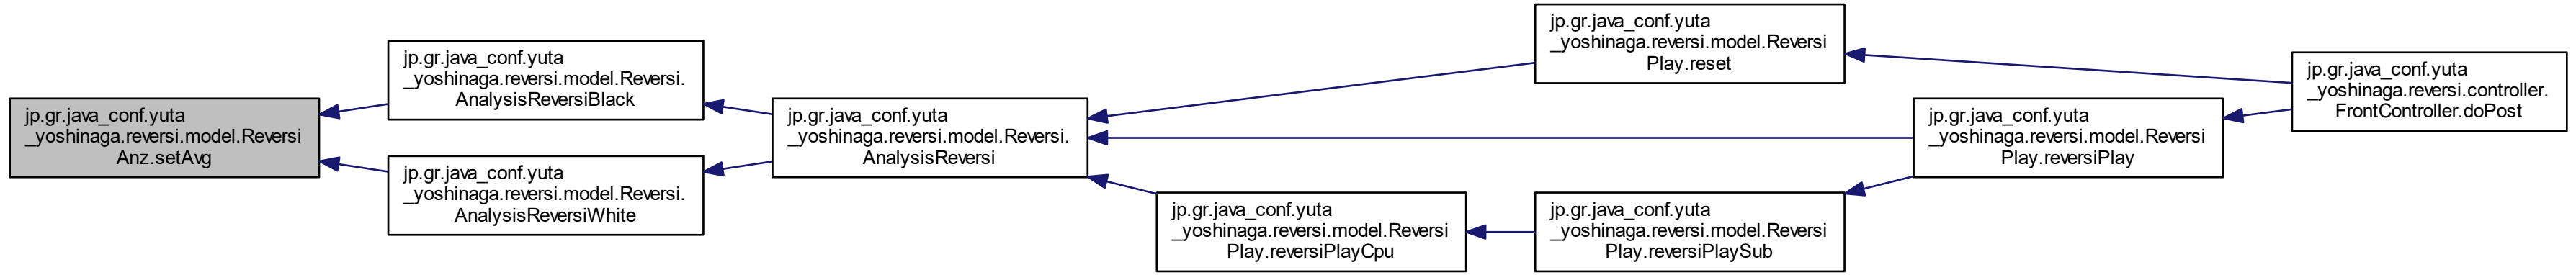 jp.gr.java_conf.yuta
_yoshinaga.reversi.model.Reversi
Anz.setAvg
jp.gr.java_conf.yuta
_yoshinaga.reversi.model.Reversi.
AnalysisReversiBlack
jp.gr.java_conf.yuta
_yoshinaga.reversi.model.Reversi.
AnalysisReversiWhite
jp.gr.java_conf.yuta
_yoshinaga.reversi.model.Reversi.
AnalysisReversi
jp.gr.java_conf.yuta
_yoshinaga.reversi.model.Reversi
Play.reset
jp.gr.java_conf.yuta
_yoshinaga.reversi.model.Reversi
Play.reversiPlayCpu
jp.gr.java_conf.yuta
_yoshinaga.reversi.model.Reversi
Play.reversiPlaySub
jp.gr.java_conf.yuta
_yoshinaga.reversi.model.Reversi
Play.reversiPlay
jp.gr.java_conf.yuta
_yoshinaga.reversi.controller.
FrontController.doPost